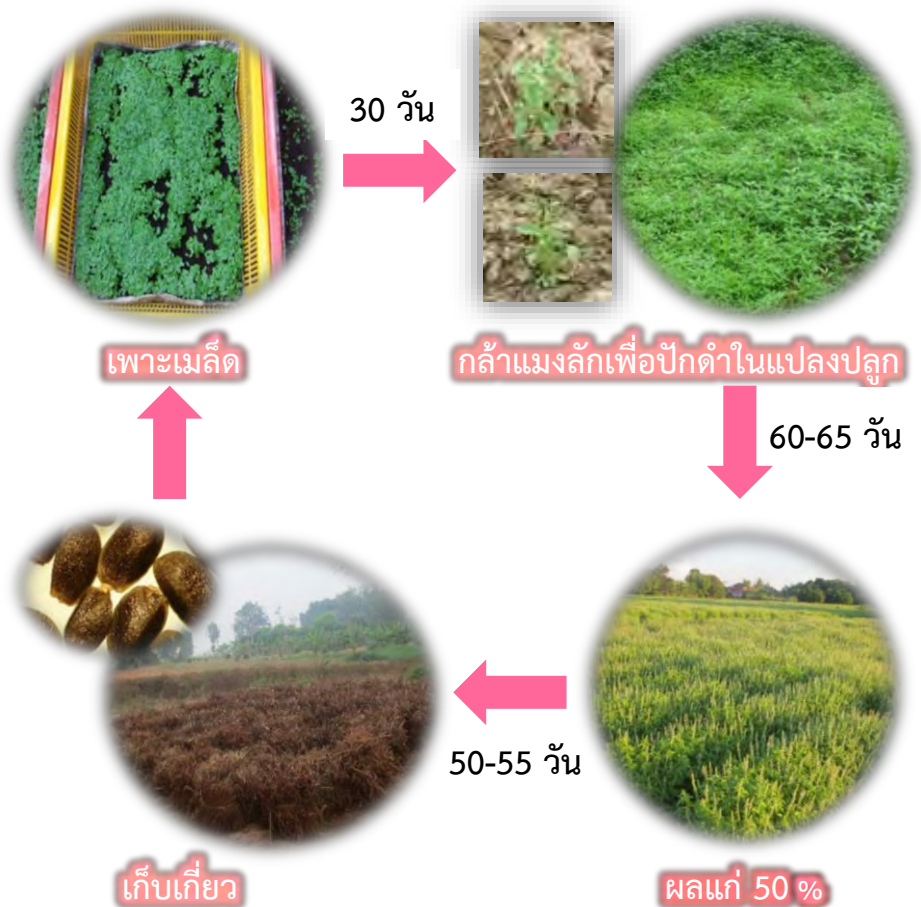 30 วัน
เพาะเมล็ด
กล้าแมงลักเพื่อปักดำในแปลงปลูก
60-65 วัน
50-55 วัน
เก็บเกี่ยว
ผลแก่ 50 %